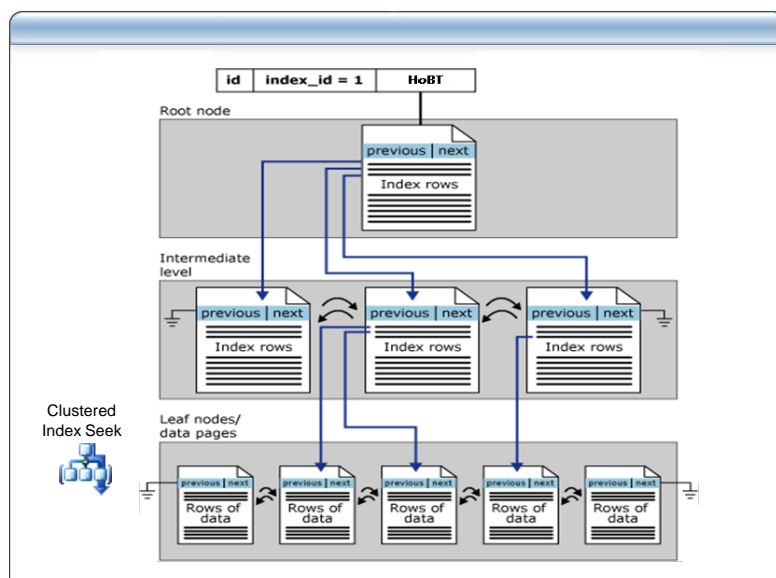 id index_id = 1 HoBT
Root node
previous next
Index rows
Intermediate
level
previous next previous next previous next
Index rows Index rows Index rows
Clustered
Index Seek
Leaf nodes/
data pages
previous next previous next previous next previous next previous next
Rows of Rows of Rows of Rows of Rows of
data data data data data